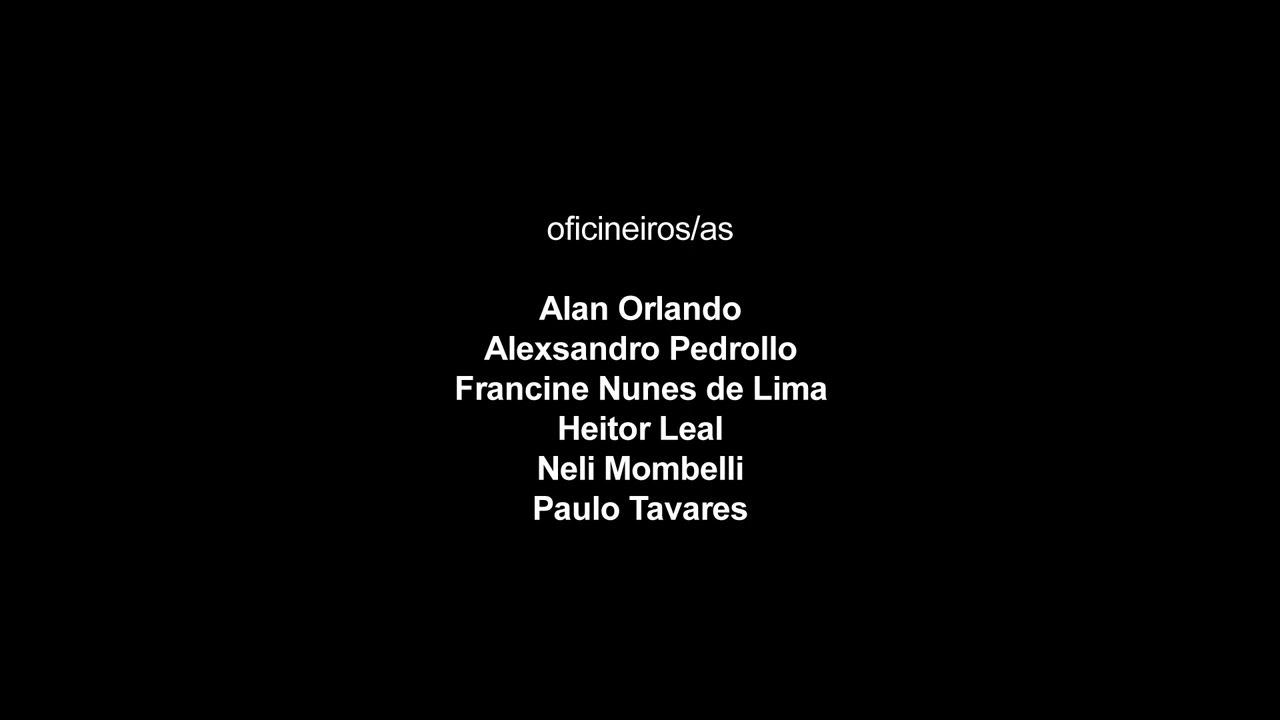 oficineiros/as
Alan Orlando
Alexsandro Pedrollo
Francine Nunes de Lima
Heitor Leal
Neli Mombelli
Paulo Tavares